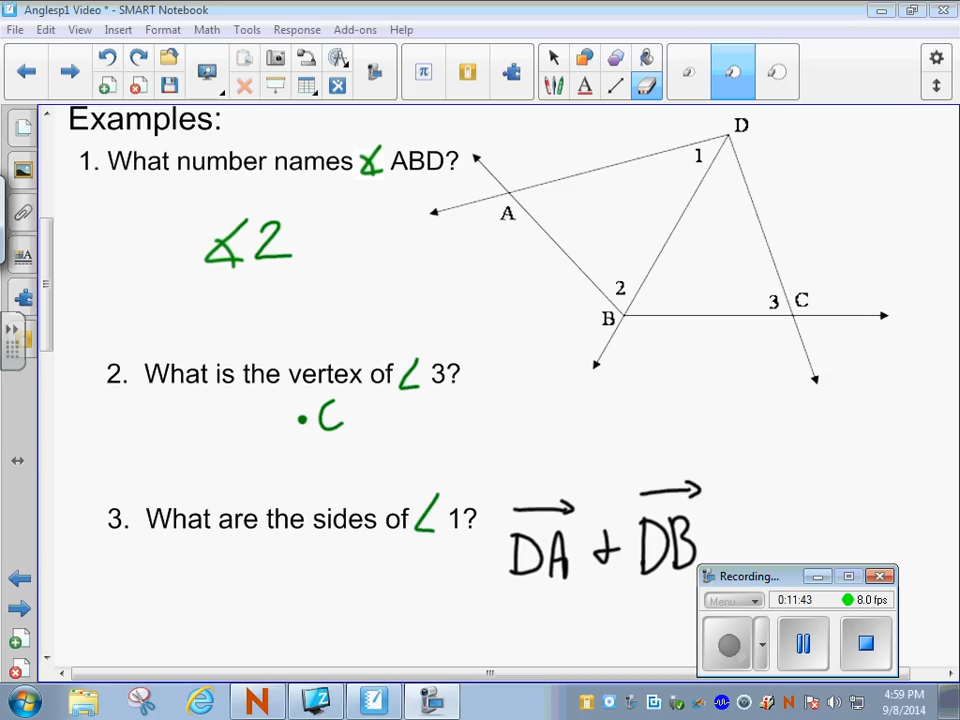 Anglesp1 Video * - SMART Notebook
File Edit View Insert Format Math Tools Responses Add-ons Help
Examples:
1. What number names ∡ ABD?
∡2
2. What is the vertex of ∠ 3?
• C
3. What are the sides of ∠ 1?
DA + DB
D
1
A
2
B
3 C
Recording...
Menu
0:11:43
8.0 fps
4:59 PM
9/8/2014